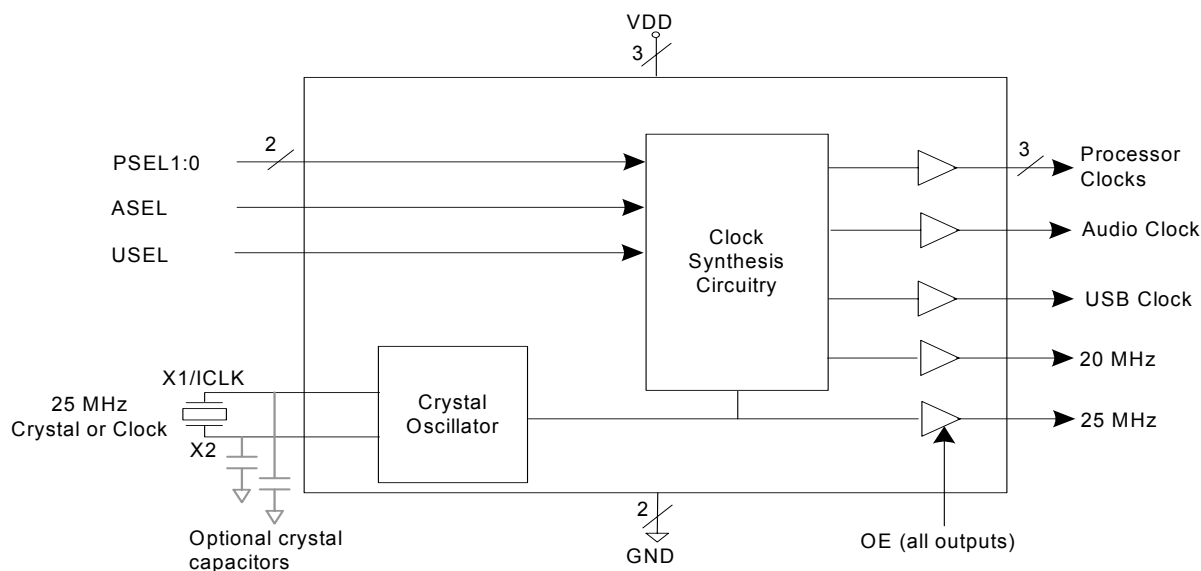 VDD
3
PSEL1:0
2
ASEL
USEL
Clock
Synthesis
Circuitry
3
Processor
Clocks
Audio Clock
USB Clock
20 MHz
25 MHz
X1/ICLK
25 MHz
Crystal or Clock
X2
Crystal
Oscillator
Optional crystal
capacitors
2
GND
OE (all outputs)